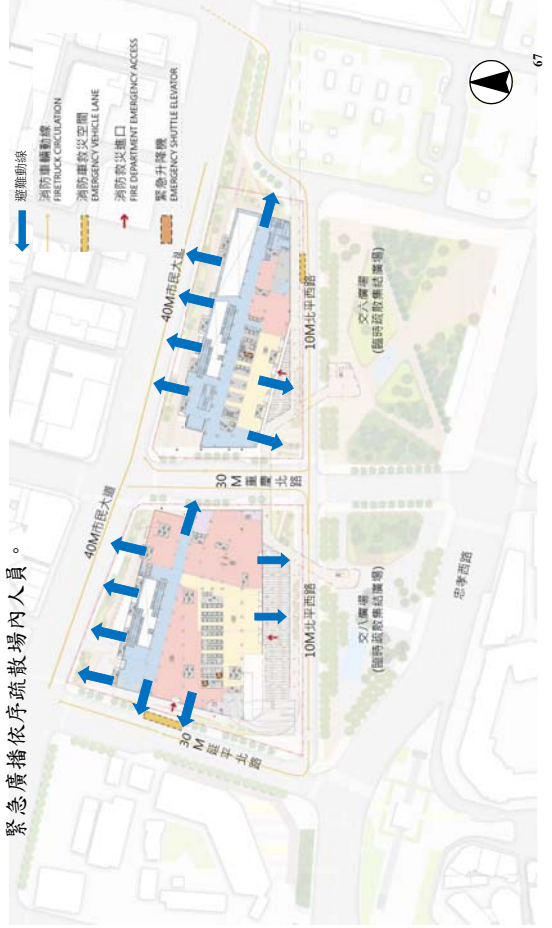 緊急廣播依序疏散場內人員。
避難動線
消防車輛動線
FIRETRUCK CIRCULATION
消防車救災空間
EMERGENCY VEHICLE LANE
消防救災進口
FIRE DEPARTMENT EMERGENCY ACCESS
緊急升降機
EMERGENCY SHUTTLE ELEVATOR
40M市民大道
40M市民大道
30M延平北路
30M重慶北路
10M北平西路
10M北平西路
交八廣場
(臨時疏散集結廣場)
交八廣場
(臨時疏散集結廣場)
忠孝西路
67